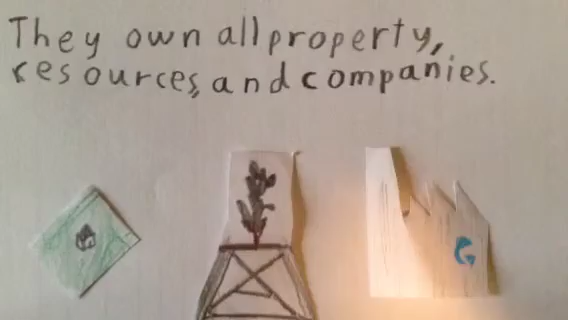 They own all property,
resources, and companies.
G